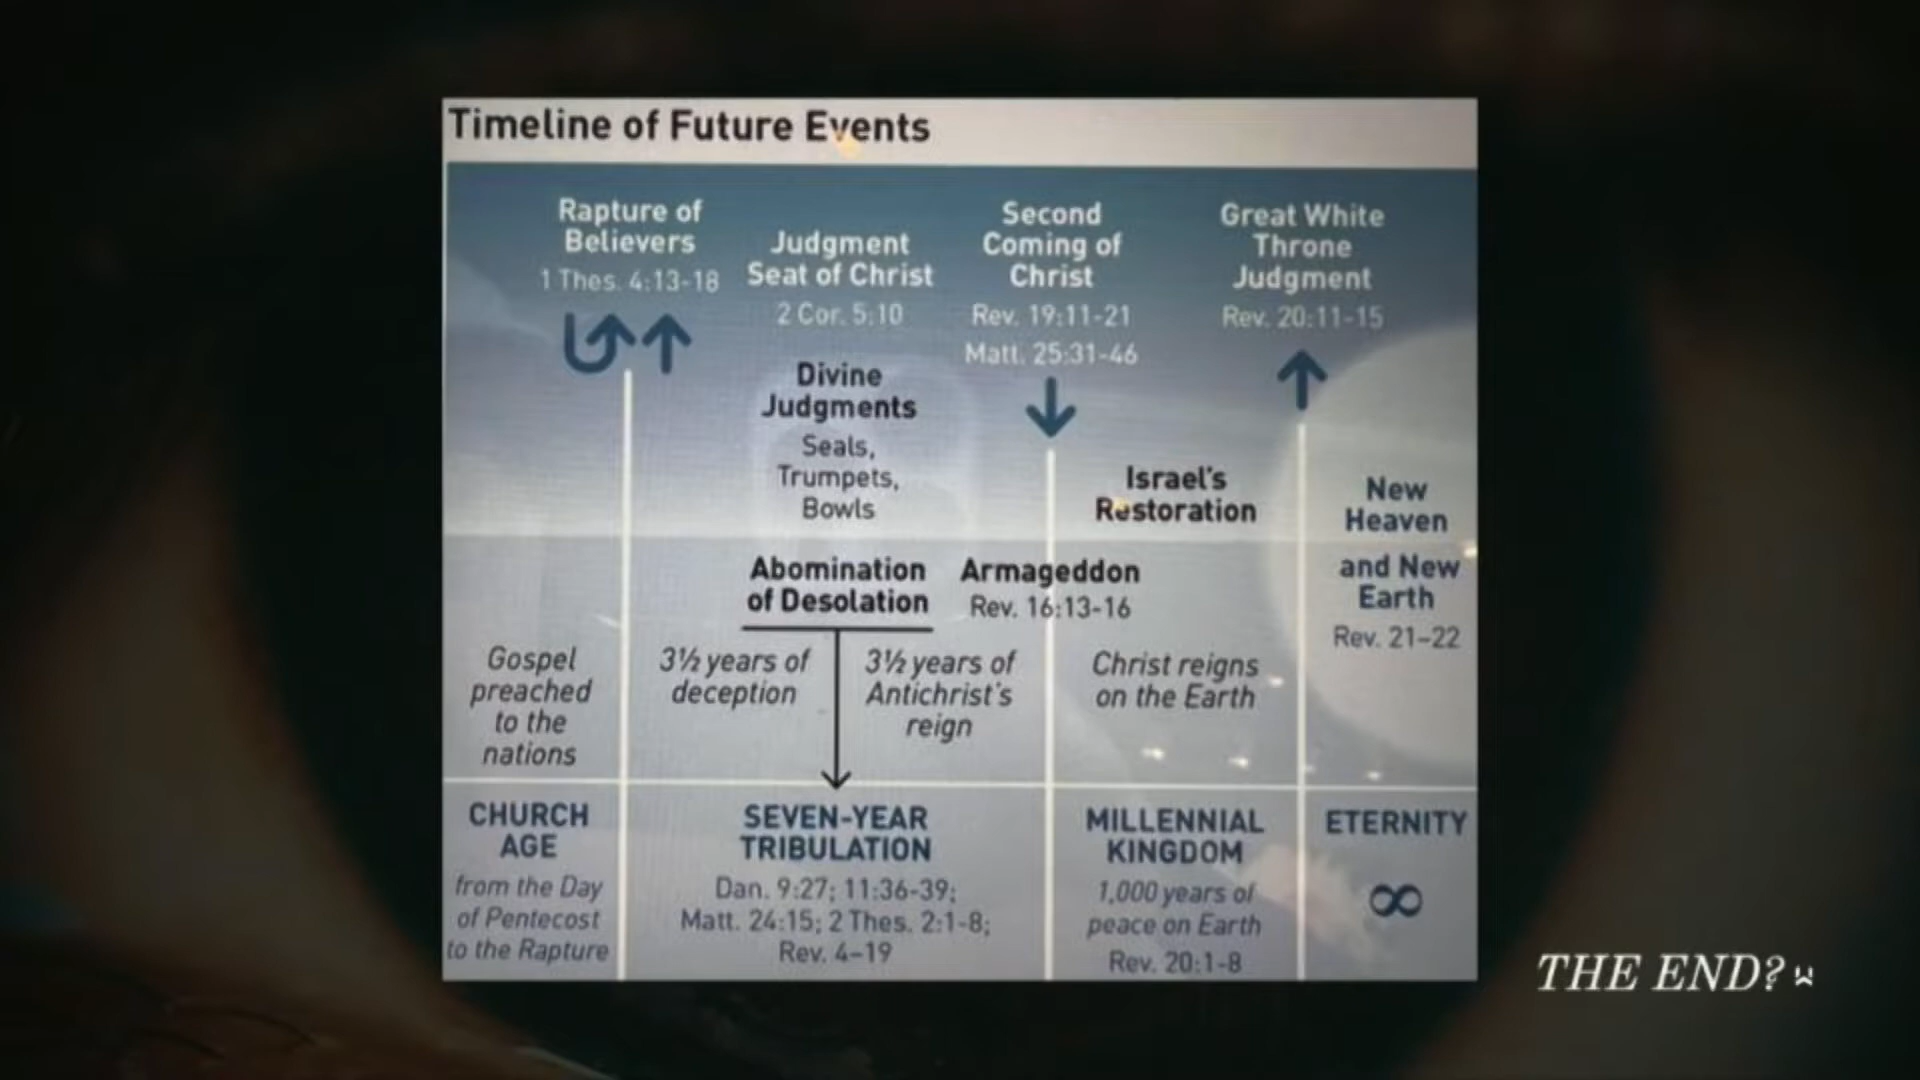 Timeline of Future Events
Rapture of
Believers
1 Thes. 4:13-18
Judgment
Seat of Christ
2 Cor. 5:10
Second
Coming of
Christ
Rev. 19:11-21
Matt. 25:31-46
Great White
Throne
Judgment
Rev. 20:11-15
Divine
Judgments
Seals,
Trumpets,
Bowls
Israel's
Restoration
New
Heaven
and New
Earth
Rev. 21–22
Abomination
of Desolation
Armageddon
Rev. 16:13-16
Gospel
preached
to the
nations
3½ years of
deception
3½ years of
Antichrist's
reign
Christ reigns
on the Earth
CHURCH
AGE
from the Day
of Pentecost
to the Rapture
SEVEN-YEAR
TRIBULATION
Dan. 9:27; 11:36-39;
Matt. 24:15; 2 Thes. 2:1-8;
Rev. 4–19
MILLENNIAL
KINGDOM
1,000 years of
peace on Earth
Rev. 20:1-8
ETERNITY
∞
THE END?